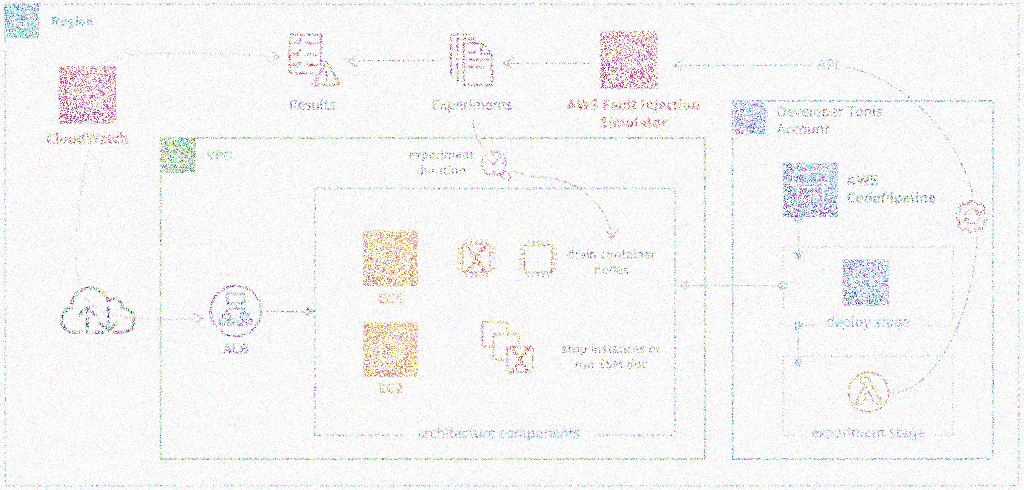 Region
API
Results
Experiments
AWS Fault Injection
Simulator
CloudWatch
VPC
experiment
duration
Developer Tools
Account
AWS
CodePipeline
drain container
nodes
ECS
deploy stage
ALB
stop instances or
run SSM doc
EC2
architecture components
experiment stage